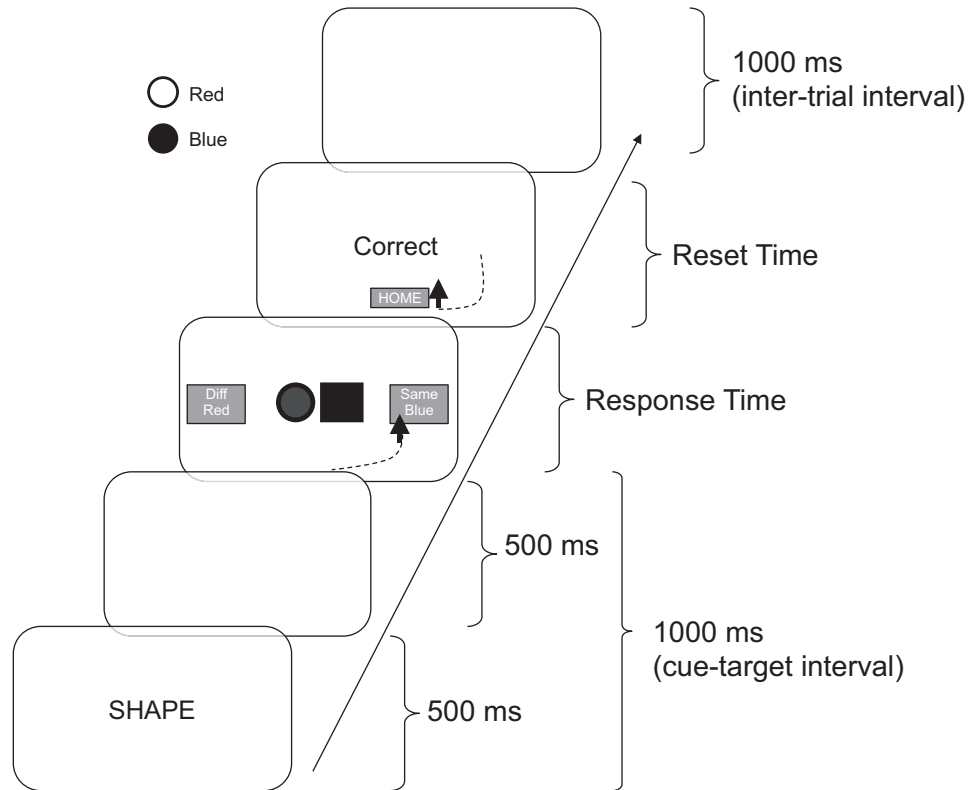 1000 ms
(inter-trial interval)
Red
Blue
Correct
HOME
Reset Time
Diff
Red
Same
Blue
Response Time
500 ms
1000 ms
(cue-target interval)
SHAPE
500 ms